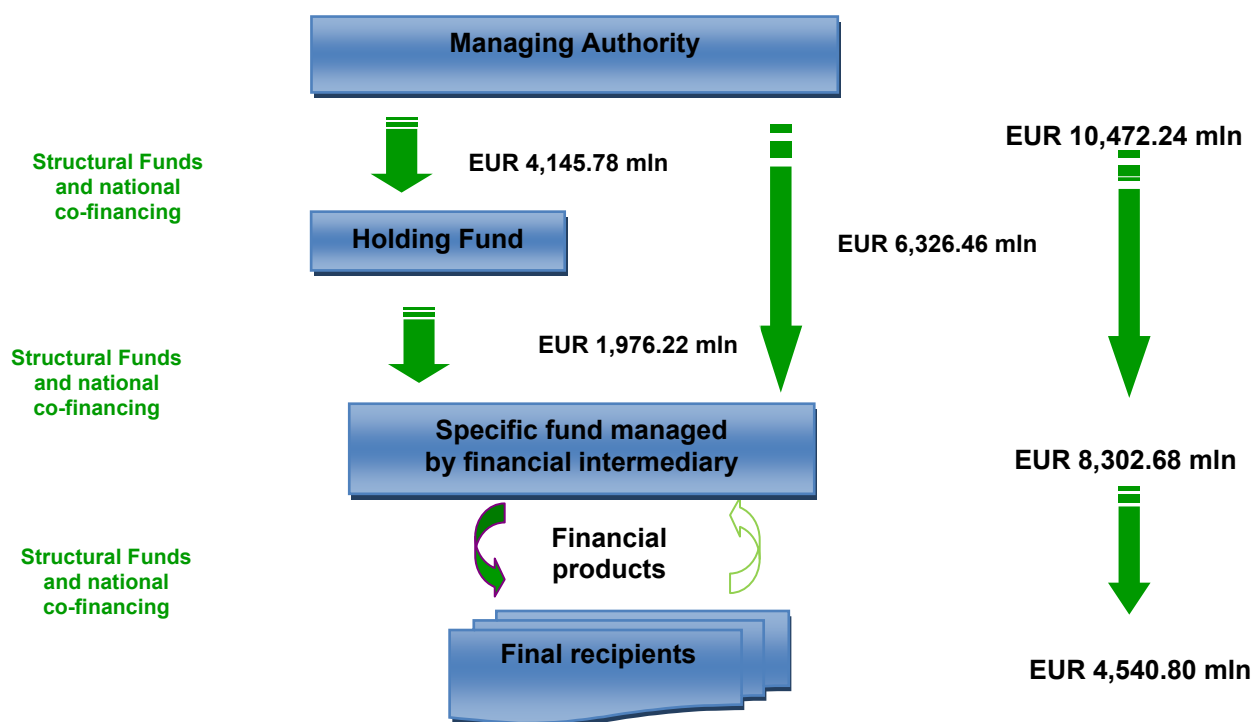 Managing Authority
EUR 10,472.24 mln
Structural Funds
and national
co-financing
EUR 4,145.78 mln
Holding Fund
EUR 6,326.46 mln
Structural Funds
and national
co-financing
EUR 1,976.22 mln
Specific fund managed
by financial intermediary
EUR 8,302.68 mln
Structural Funds
and national
co-financing
Financial
products
Final recipients
EUR 4,540.80 mln